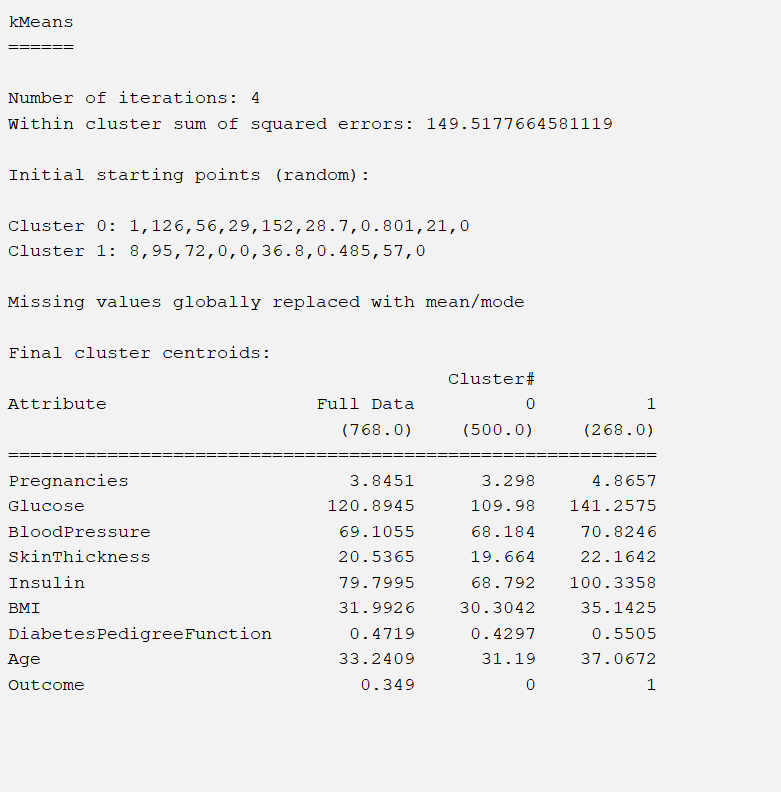 kMeans
======
Number of iterations: 4
Within cluster sum of squared errors: 149.5177664581119
Initial starting points (random):
Cluster 0: 1,126,56,29,152,28.7,0.801,21,0
Cluster 1: 8,95,72,0,0,36.8,0.485,57,0
Missing values globally replaced with mean/mode
Final cluster centroids:
Cluster#
Attribute Full Data 0 1
(768.0) (500.0) (268.0)
===========================================================
Pregnancies 3.8451 3.298 4.8657
Glucose 120.8945 109.98 141.2575
BloodPressure 69.1055 68.184 70.8246
SkinThickness 20.5365 19.664 22.1642
Insulin 79.7995 68.792 100.3358
BMI 31.9926 30.3042 35.1425
DiabetesPedigreeFunction 0.4719 0.4297 0.5505
Age 33.2409 31.19 37.0672
Outcome 0.349 0 1